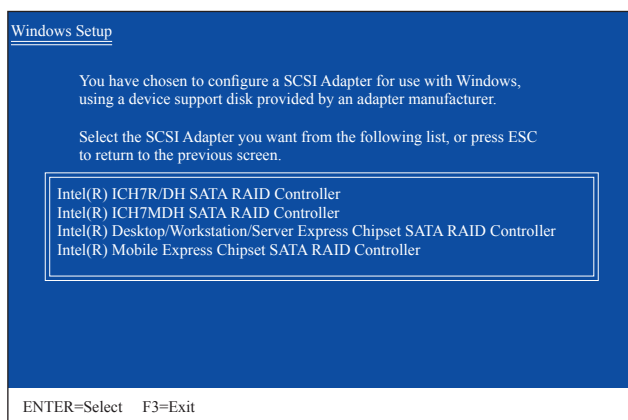 Windows Setup
You have chosen to configure a SCSI Adapter for use with Windows,
using a device support disk provided by an adapter manufacturer.
Select the SCSI Adapter you want from the following list, or press ESC
to return to the previous screen.
Intel(R) ICH7R/DH SATA RAID Controller
Intel(R) ICH7MDH SATA RAID Controller
Intel(R) Desktop/Workstation/Server Express Chipset SATA RAID Controller
Intel(R) Mobile Express Chipset SATA RAID Controller
ENTER=Select F3=Exit